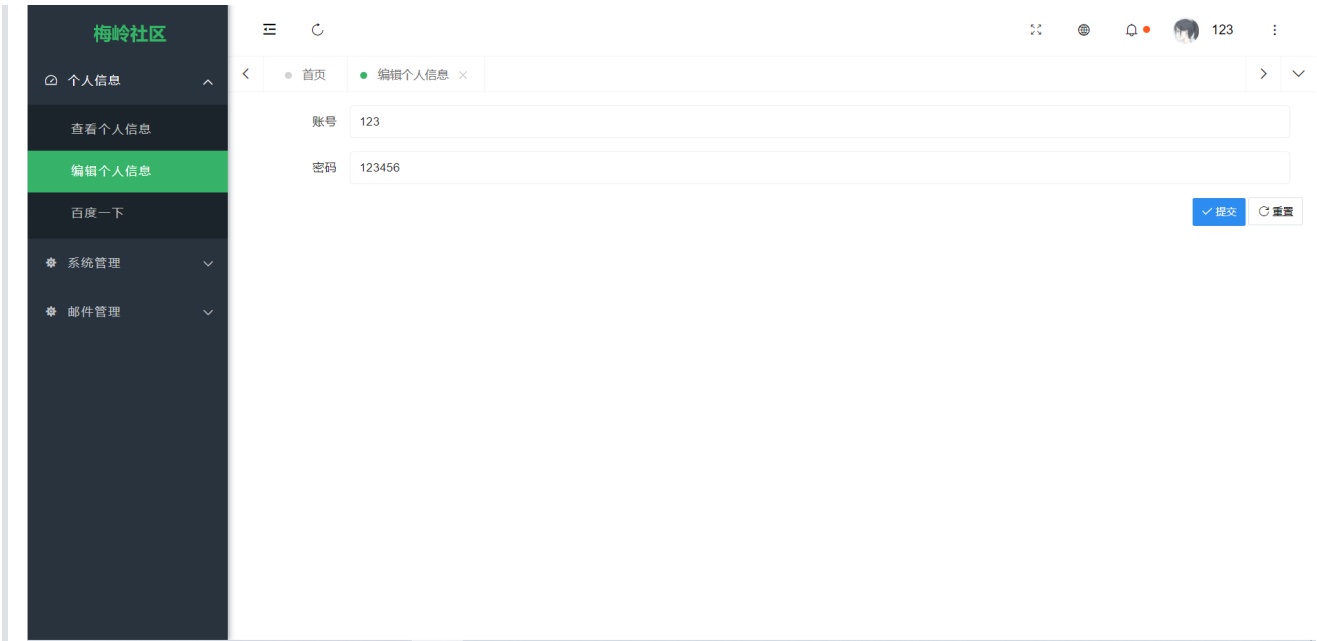 梅岭社区
123
个人信息
首页
编辑个人信息
查看个人信息
编辑个人信息
百度一下
系统管理
邮件管理
账号 123
密码 123456
提交 重置